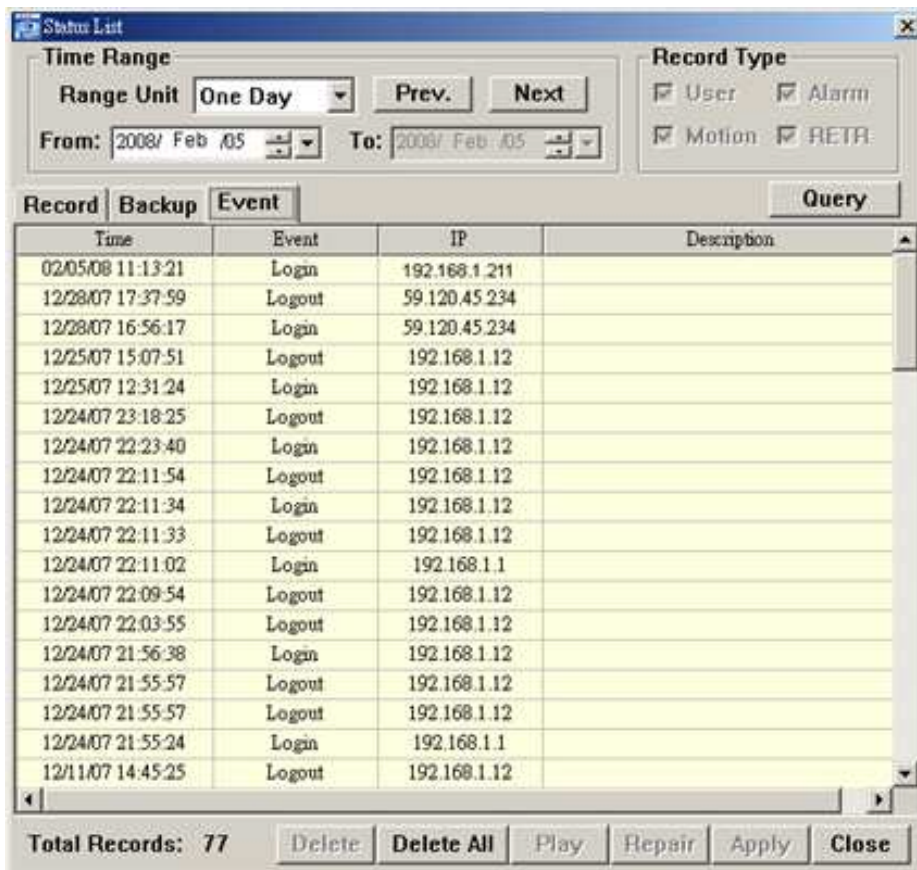 Status List
Time Range
Record Type
Range Unit One Day Prev. Next
User Alarm
From: 2008/ Feb /05 To: 2008/ Feb /05
Motion RETR
Record Backup Event Query
Time Event IP Description
02/05/08 11:13:21 Login 192.168.1.211
12/28/07 17:37:59 Logout 59.120.45.234
12/28/07 16:56:17 Login 59.120.45.234
12/25/07 15:07:51 Logout 192.168.1.12
12/25/07 12:31:24 Login 192.168.1.12
12/24/07 23:18:25 Logout 192.168.1.12
12/24/07 22:23:40 Login 192.168.1.12
12/24/07 22:11:54 Logout 192.168.1.12
12/24/07 22:11:34 Login 192.168.1.12
12/24/07 22:11:33 Logout 192.168.1.12
12/24/07 22:11:02 Login 192.168.1.1
12/24/07 22:09:54 Logout 192.168.1.12
12/24/07 22:03:55 Logout 192.168.1.12
12/24/07 21:56:38 Login 192.168.1.12
12/24/07 21:55:57 Logout 192.168.1.12
12/24/07 21:55:57 Logout 192.168.1.12
12/24/07 21:55:24 Login 192.168.1.1
12/11/07 14:45:25 Logout 192.168.1.12
Total Records: 77 Delete Delete All Play Repair Apply Close